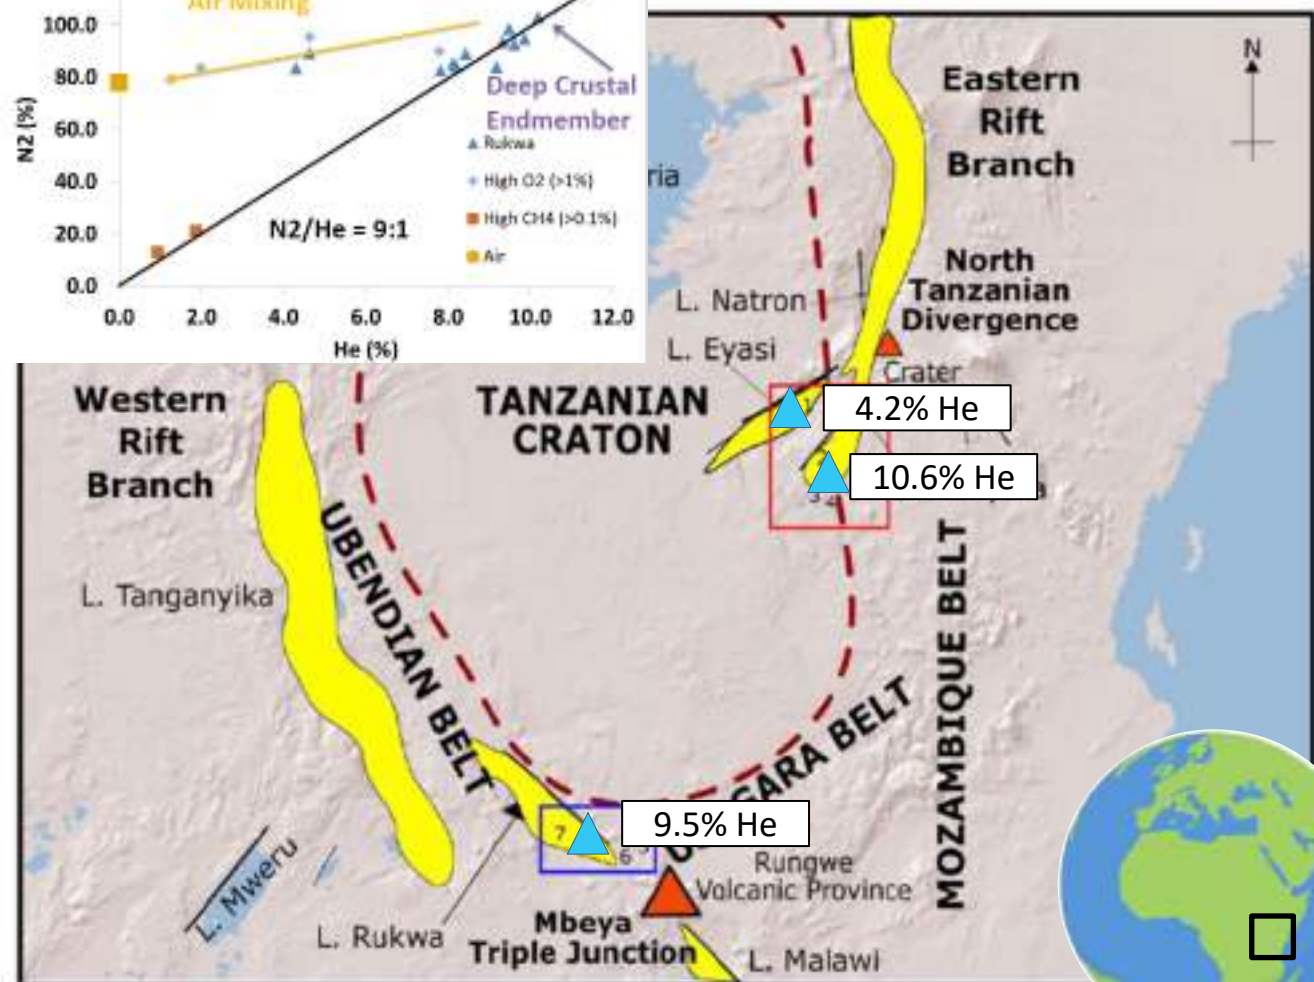 Air Mixing
100.0
80.0
60.0
40.0
20.0
0.0
N2 (%)
0.0 2.0 4.0 6.0 8.0 10.0 12.0
He (%)
N2/He = 9:1
Deep Crustal
Endmember
Rukwa
High O2 (>1%)
High CH4 (>0.1%)
Air
ria
N
Eastern
Rift
Branch
North
Tanzanian
Divergence
L. Natron
L. Eyasi
Crater
4.2% He
10.6% He
3 4
a
Western
Rift
Branch
TANZANIAN
CRATON
L. Tanganyika
UBENDIAN BELT
MOZAMBIQUE BELT
GARA BELT
9.5% He
7
6
Rungwe
Volcanic Province
L. Mweru
L. Rukwa
Mbeya
Triple Junction
L. Malawi